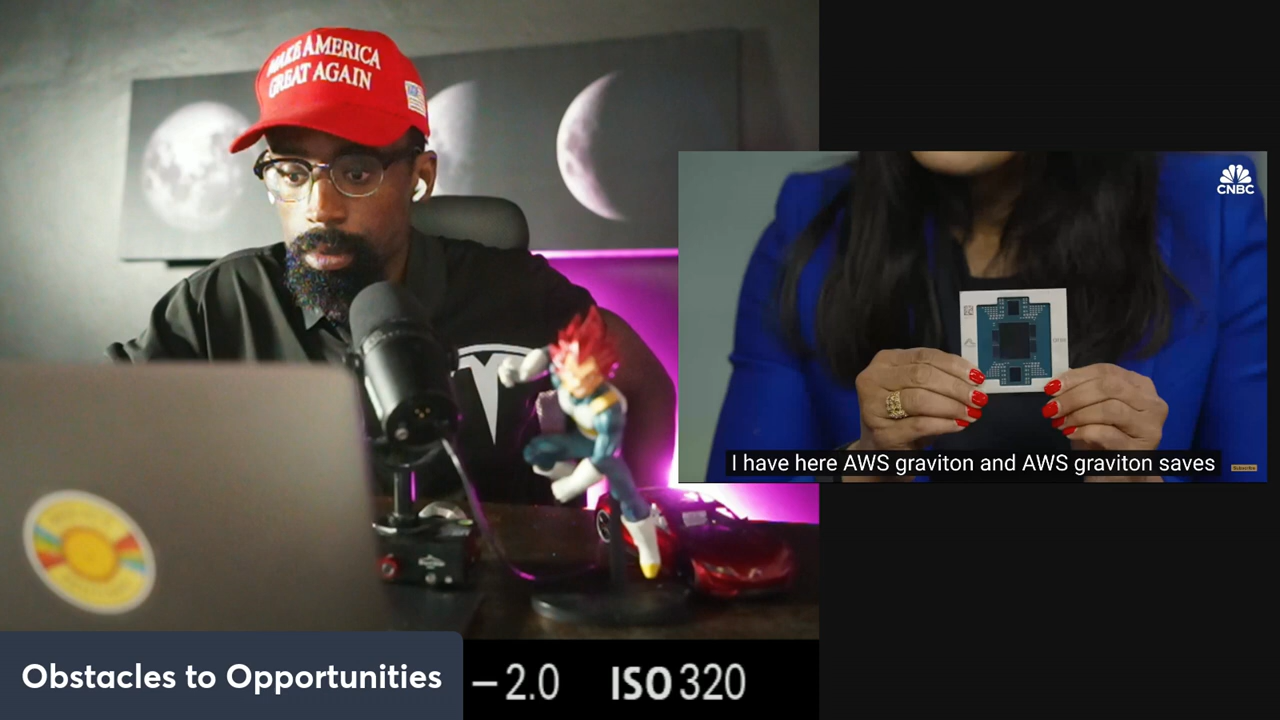 MAKE AMERICA
GREAT AGAIN
CNBC
I have here AWS graviton and AWS graviton saves
Subscribe
Obstacles to Opportunities
– 2.0 ISO 320